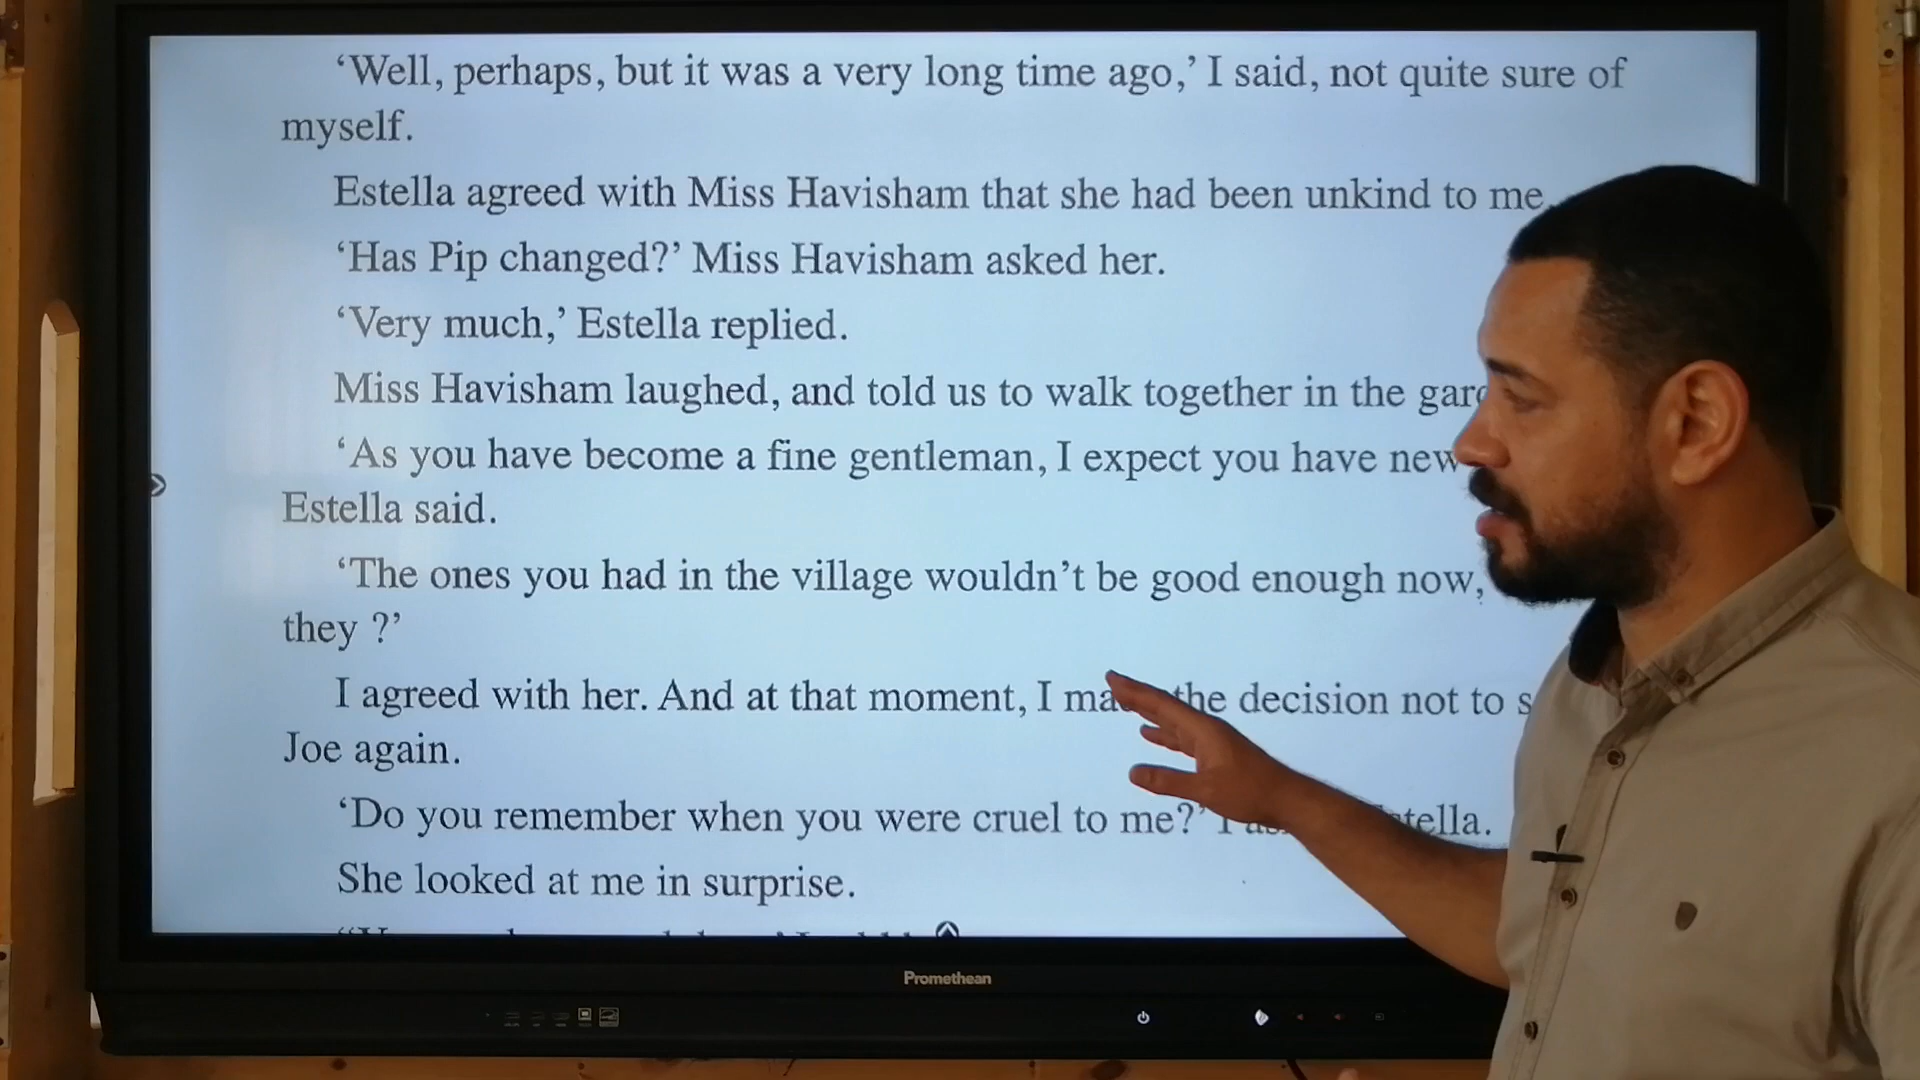 ‘Well, perhaps, but it was a very long time ago,’ I said, not quite sure of
myself.
Estella agreed with Miss Havisham that she had been unkind to me.
‘Has Pip changed?’ Miss Havisham asked her.
‘Very much,’ Estella replied.
Miss Havisham laughed, and told us to walk together in the
‘As you have become a fine gentleman, I expect you have new
Estella said.
‘The ones you had in the village wouldn’t be good enough now,
they ?’
I agreed with her. And at that moment, I the decision not to
Joe again.
‘Do you remember when you were cruel to me?’ I
She looked at me in surprise.
Promethean